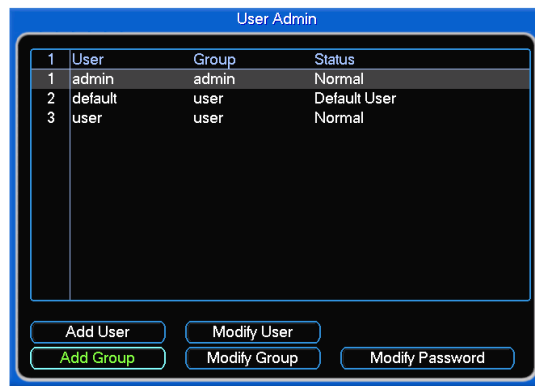 User Admin
1 User Group Status
1 admin admin Normal
2 default user Default User
3 user user Normal
Add User Modify User
Add Group Modify Group Modify Password